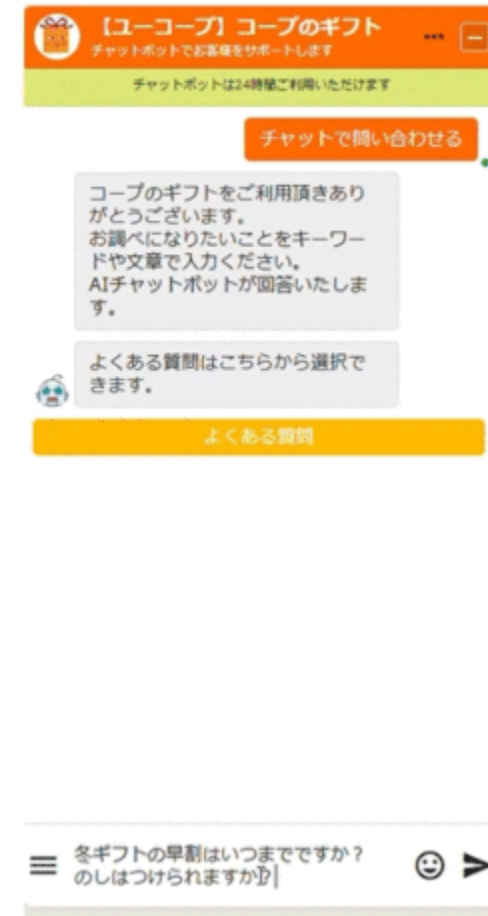 【ユーコープ】コープのギフト
チャットボットでお客様をサポートします
チャットボットは24時間ご利用いただけます
チャットで問い合わせる
コープのギフトをご利用頂きあり
がとうございます。
お調べになりたいことをキーワー
ドや文章で入力ください。
AIチャットボットが回答いたしま
す。
よくある質問はこちらから選択で
きます。
よくある質問
冬ギフトの早割はいつまでですか？
のしはつけられますか?